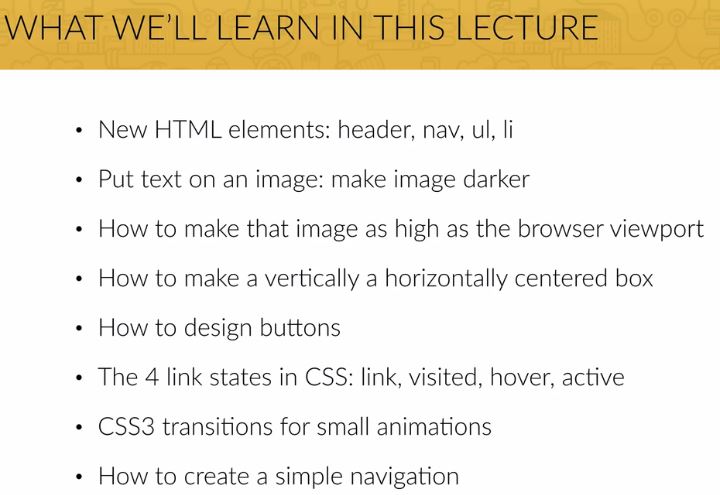 WHAT WE'LL LEARN IN THIS LECTURE
• New HTML elements: header, nav, ul, li
• Put text on an image: make image darker
• How to make that image as high as the browser viewport
• How to make a vertically a horizontally centered box
• How to design buttons
• The 4 link states in CSS: link, visited, hover, active
• CSS3 transitions for small animations
• How to create a simple navigation